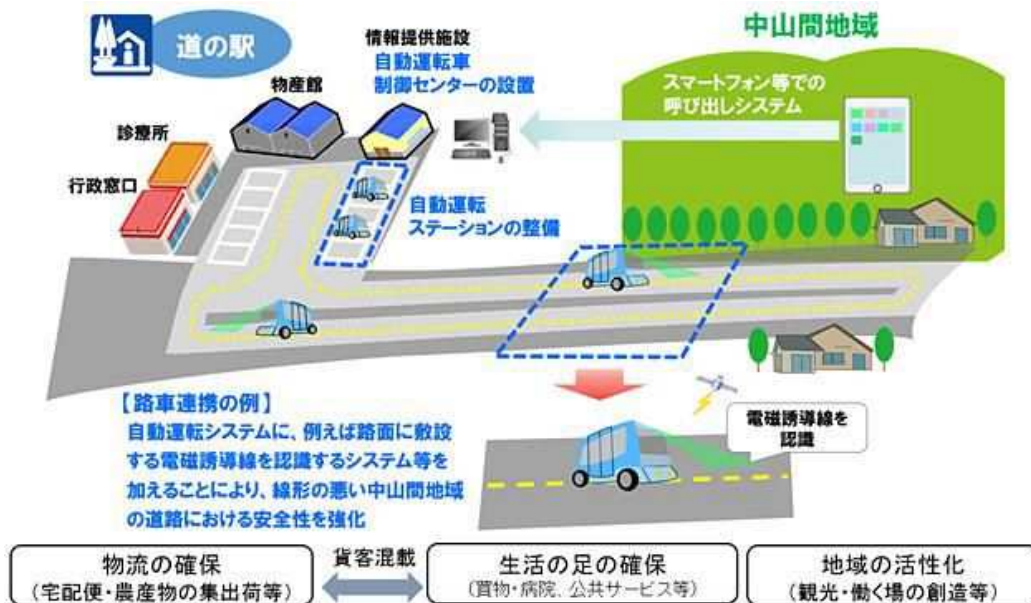 道の駅
情報提供施設
自動運転車
制御センターの設置
物産館
診療所
行政窓口
自動運転
ステーションの整備
中山間地域
スマートフォン等での
呼び出しシステム
【路車連携の例】
自動運転システムに、例えば路面に敷設
する電磁誘導線を認識するシステム等を
加えることにより、線形の悪い中山間地域
の道路における安全性を強化
電磁誘導線を
認識
物流の確保
(宅配便・農産物の集出荷等)
貨客混載
生活の足の確保
(買物・病院、公共サービス等)
地域の活性化
(観光・働く場の創造等)